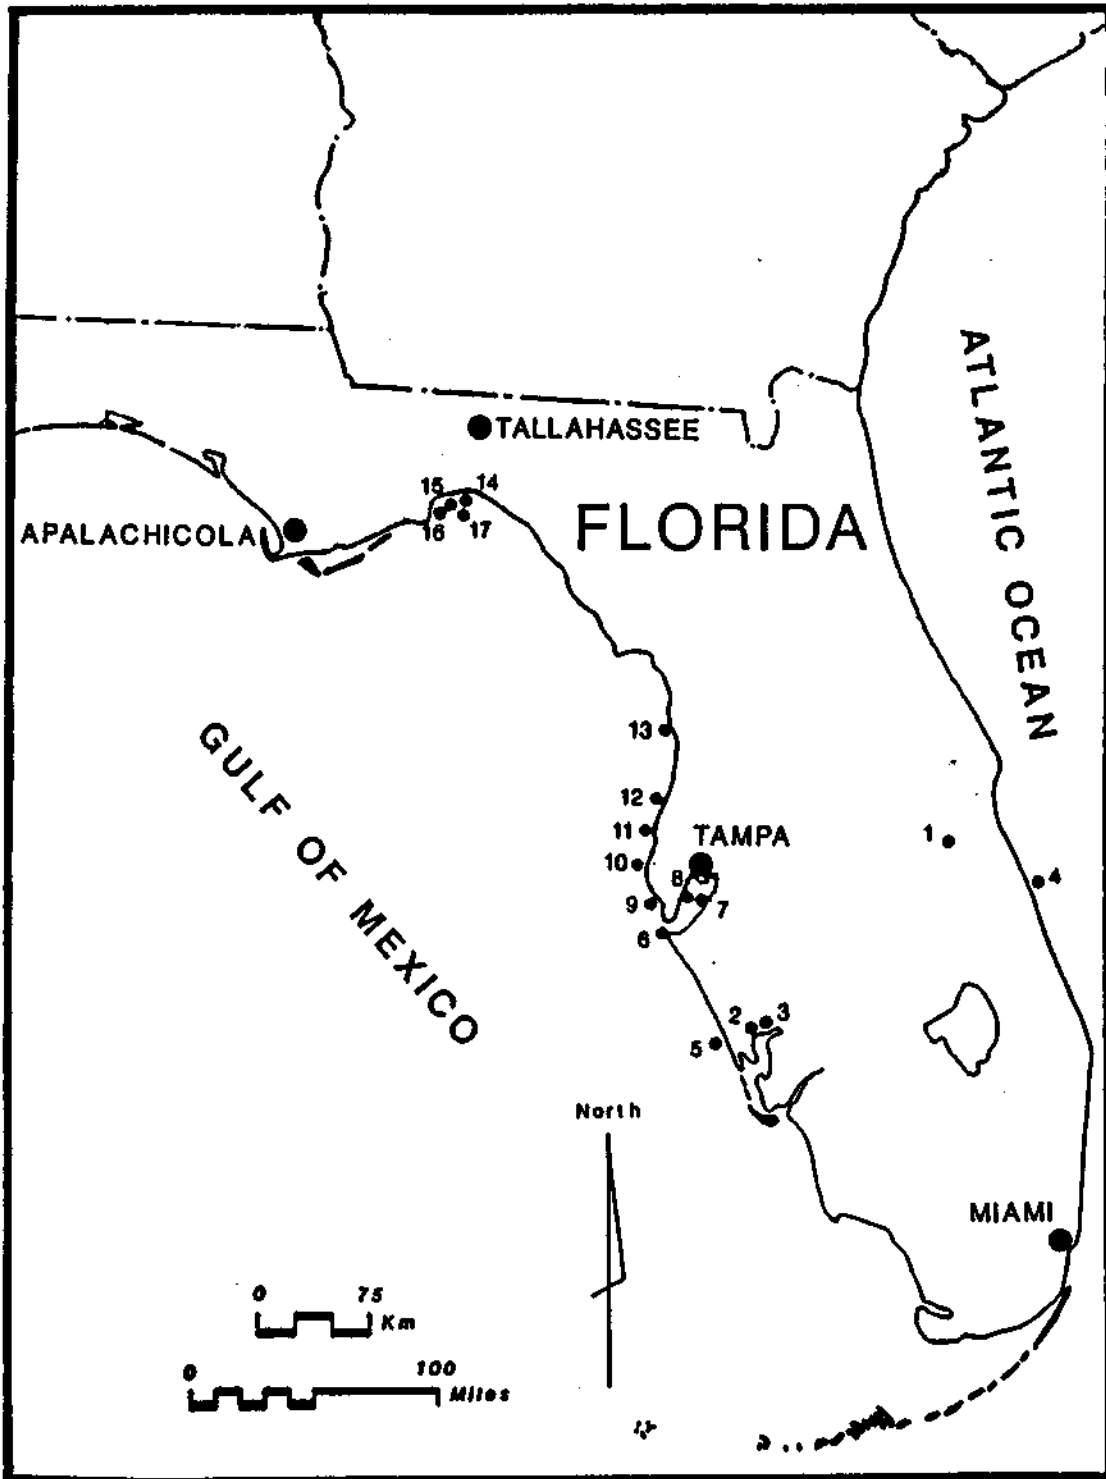 TALLAHASSEE
ATLANTIC OCEAN
15 14
FLORIDA
APALACHICOLA
16 17
GULF OF MEXICO
13
12
11
TAMPA
1
10
8
4
9
7
6
2 3
5
North
MIAMI
0 75
Km
0 100
Miles